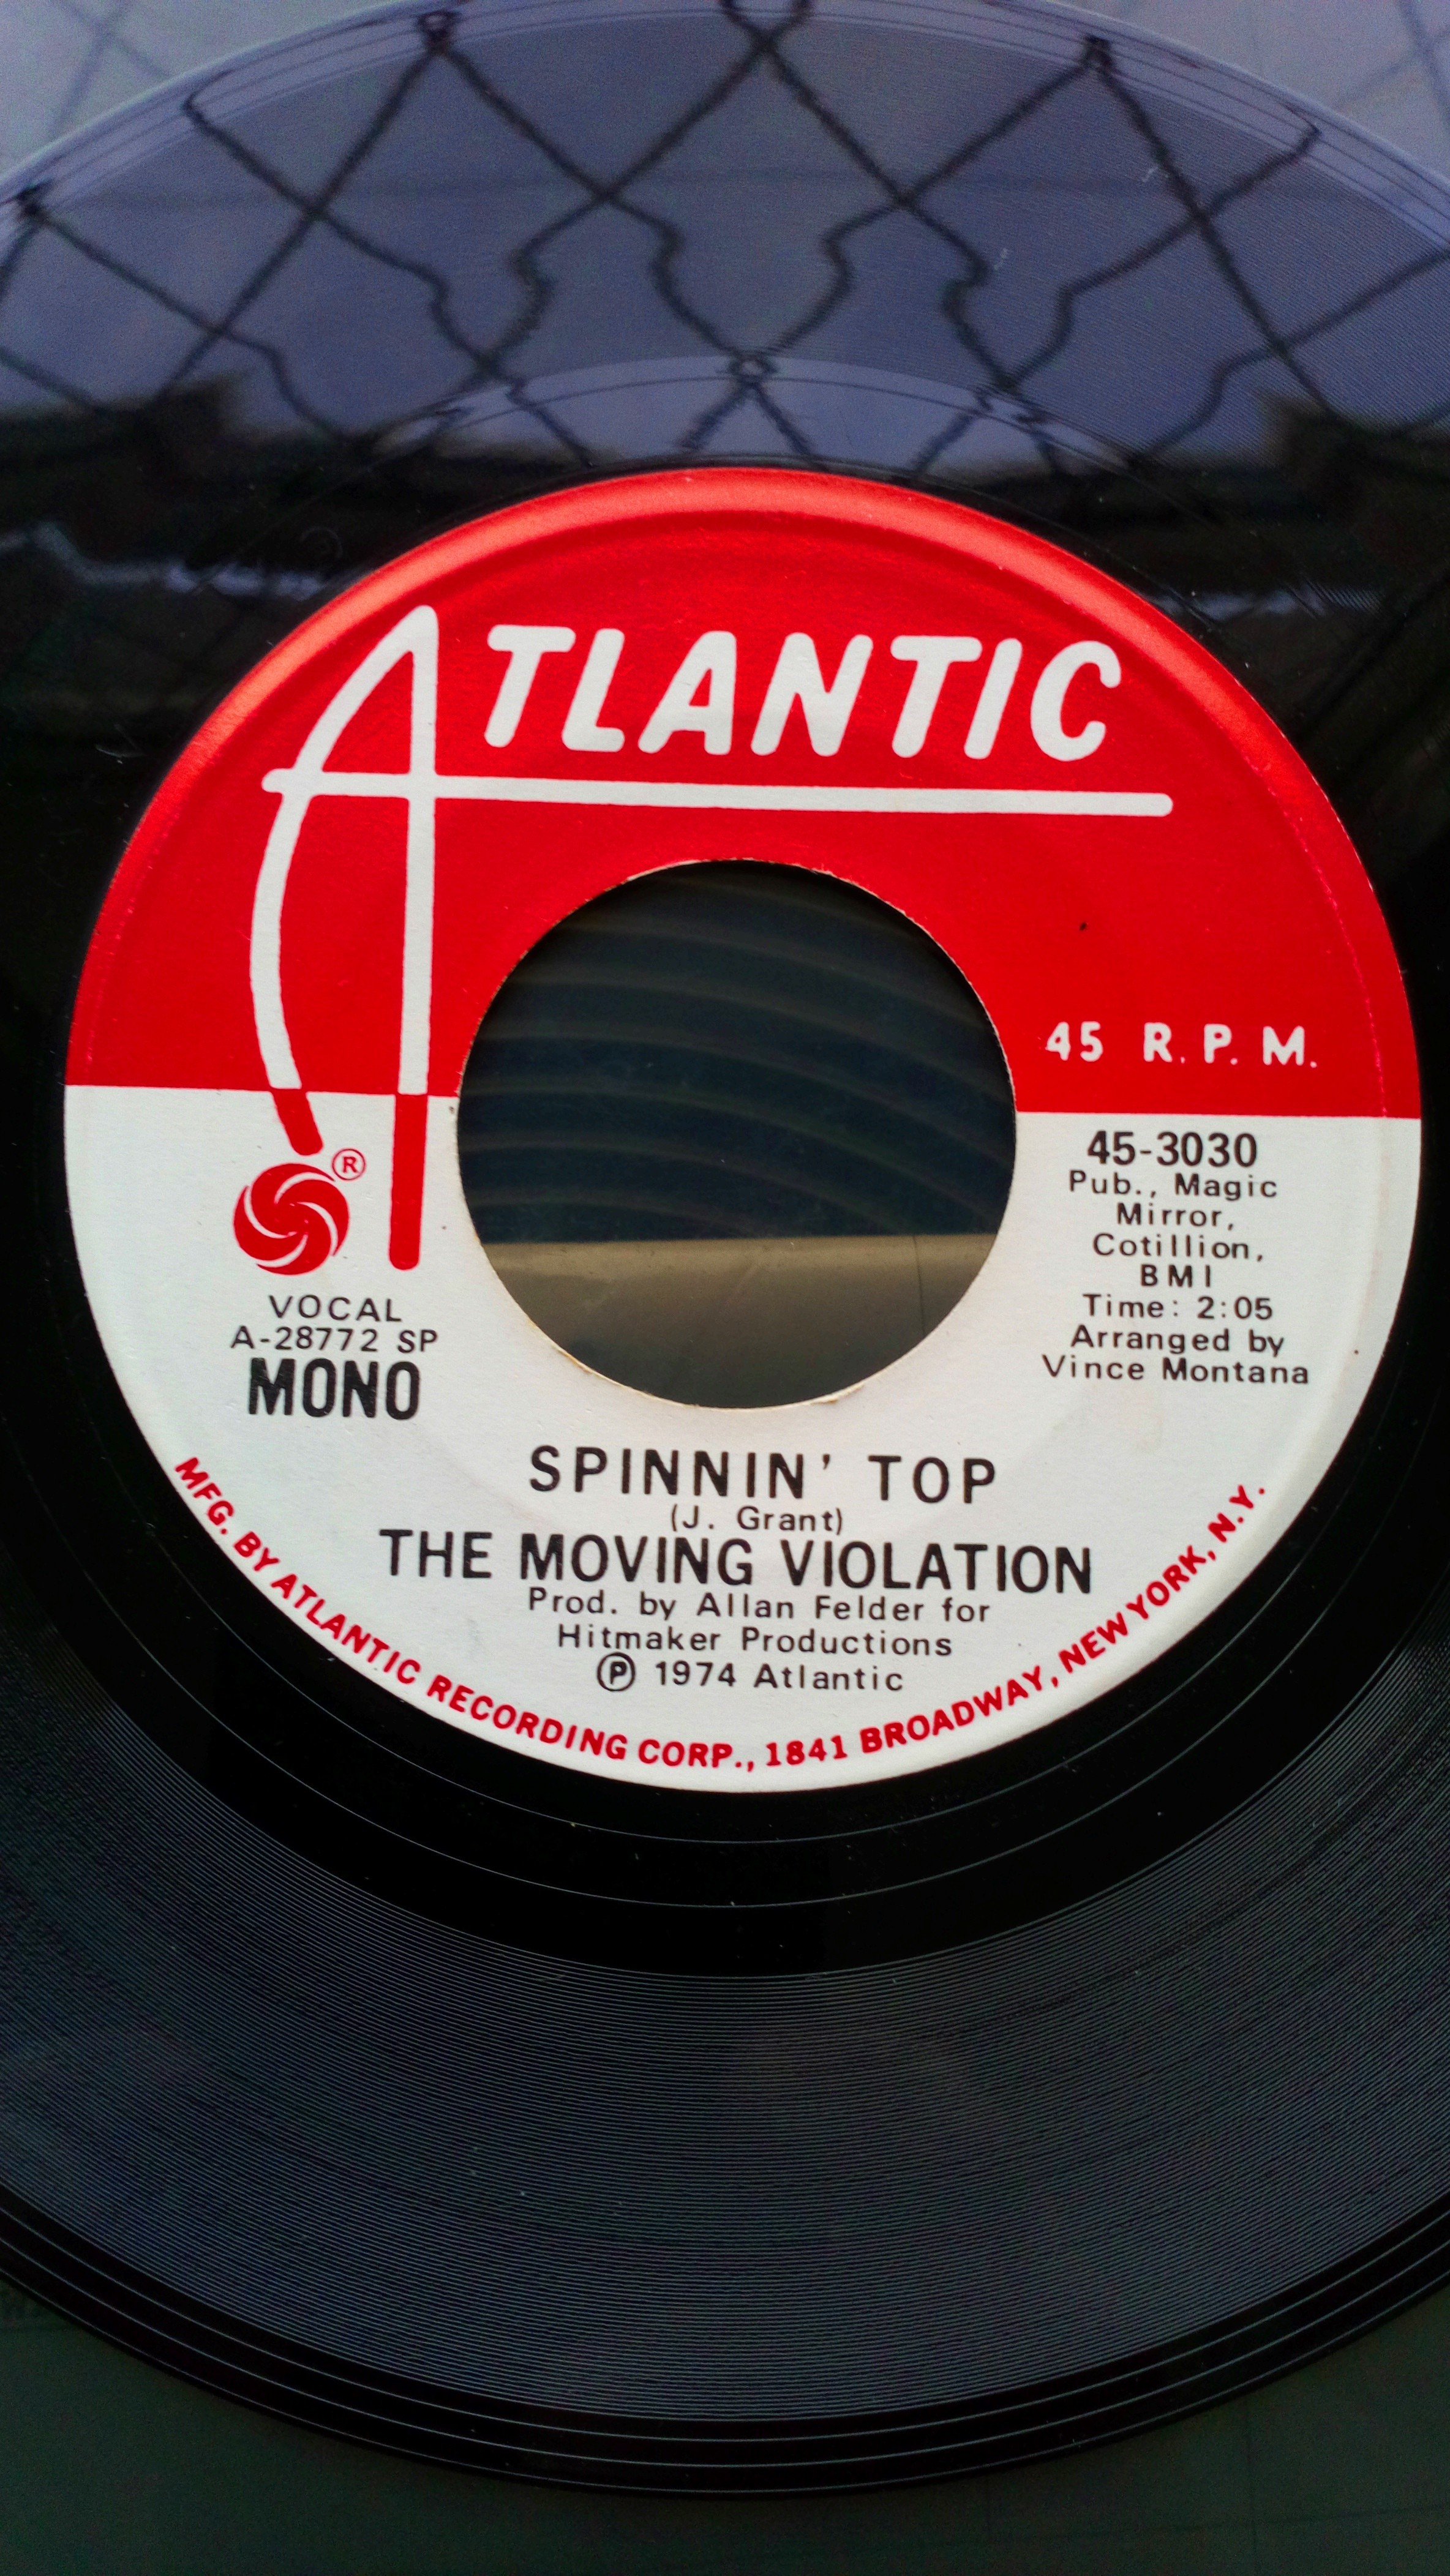 ATLANTIC
45 R.P.M.
45-3030
Pub., Magic
Mirror,
Cotillion,
BMI
Time: 2:05
Arranged by
Vince Montana
®
VOCAL
A-28772 SP
MONO
SPINNIN' TOP
(J. Grant)
THE MOVING VIOLATION
Prod. by Allan Felder for
Hitmaker Productions
℗ 1974 Atlantic
MFG. BY ATLANTIC RECORDING CORP., 1841 BROADWAY, NEW YORK, N.Y.